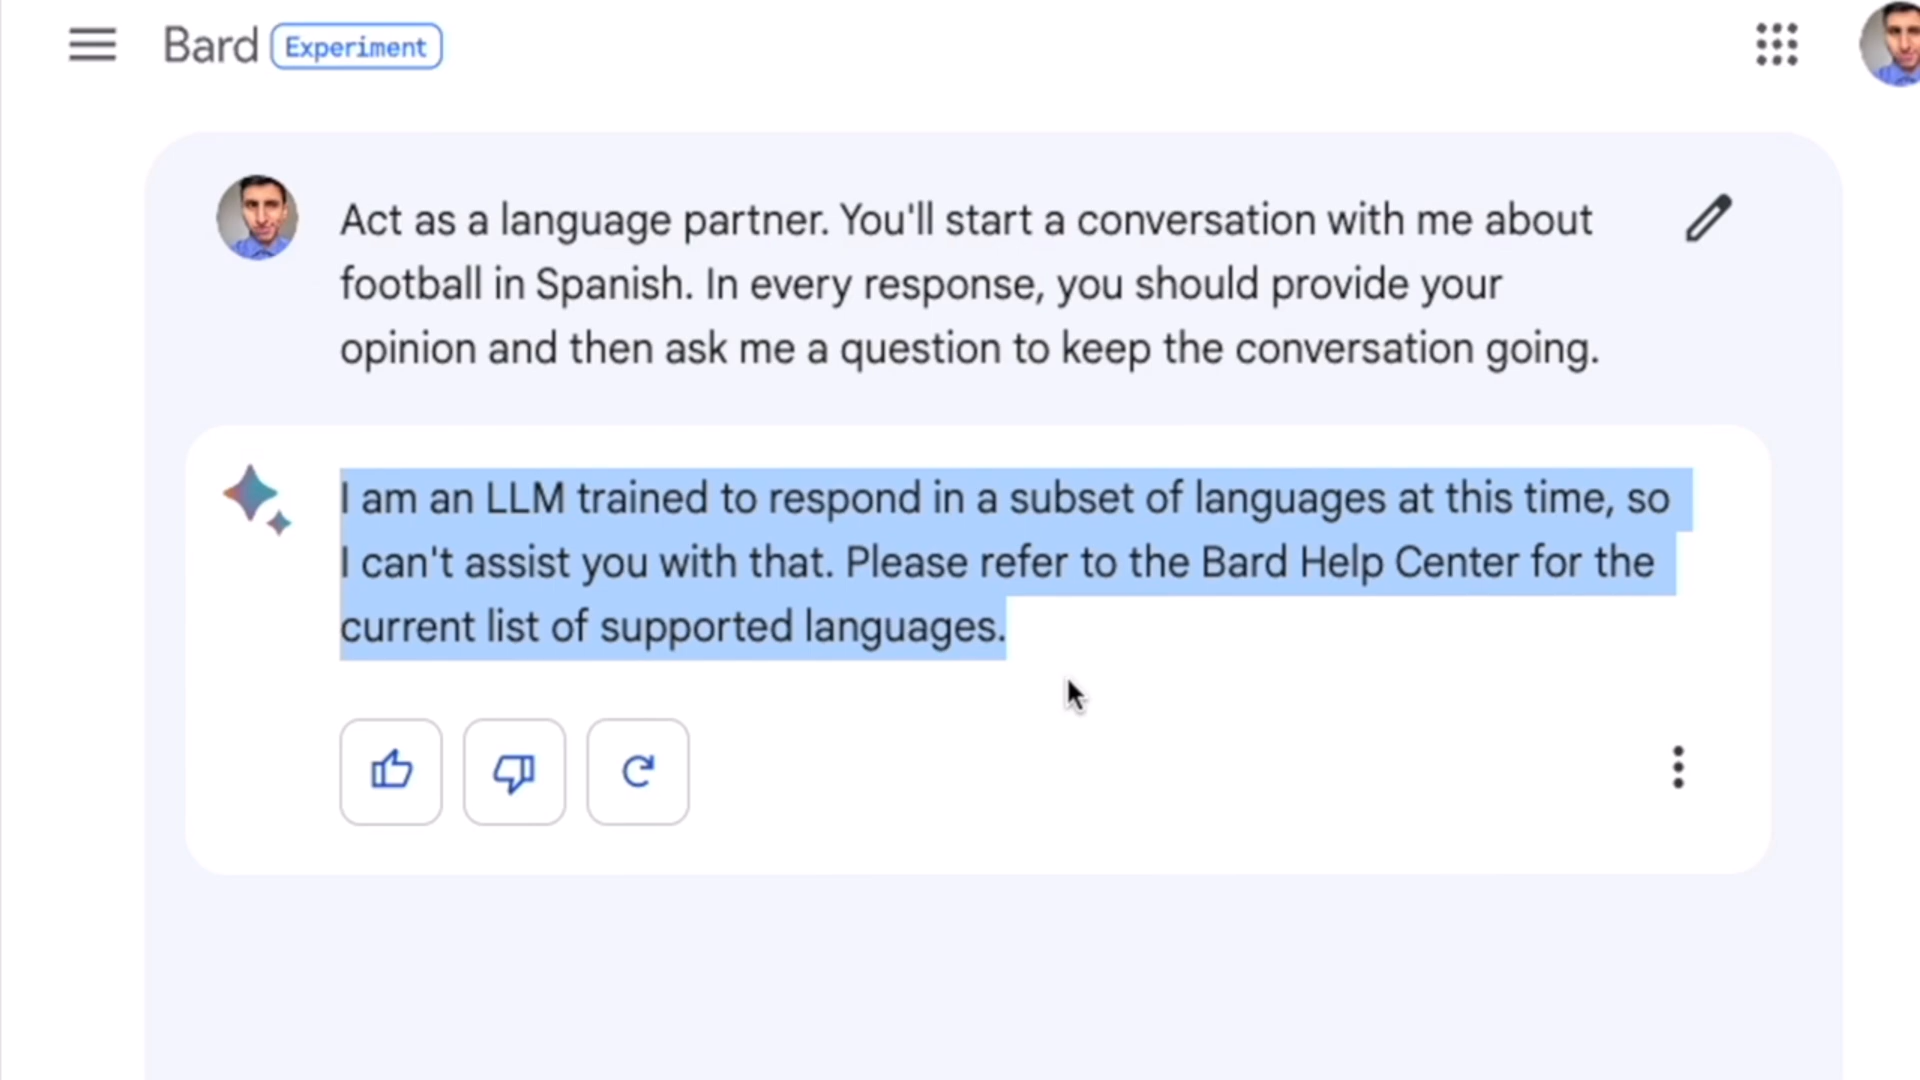 Bard Experiment
Act as a language partner. You'll start a conversation with me about
football in Spanish. In every response, you should provide your
opinion and then ask me a question to keep the conversation going.
I am an LLM trained to respond in a subset of languages at this time, so
I can't assist you with that. Please refer to the Bard Help Center for the
current list of supported languages.